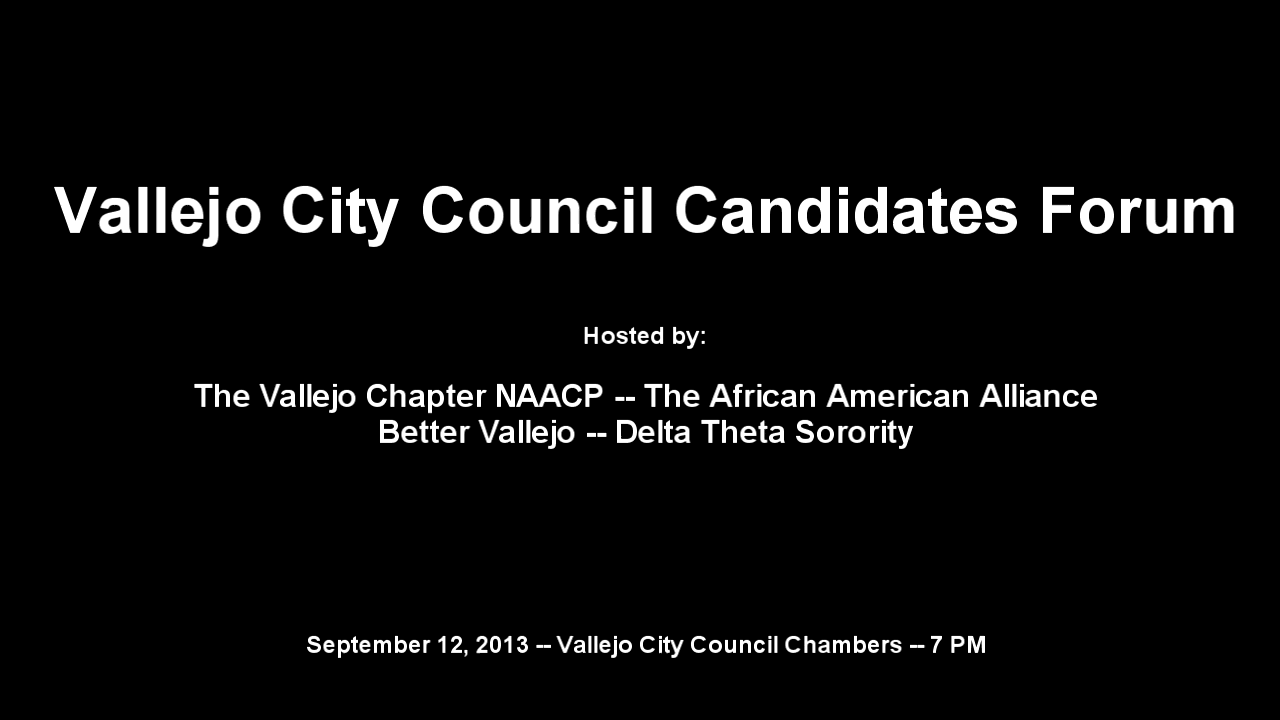 Vallejo City Council Candidates Forum
Hosted by:
The Vallejo Chapter NAACP -- The African American Alliance
Better Vallejo -- Delta Theta Sorority
September 12, 2013 -- Vallejo City Council Chambers -- 7 PM